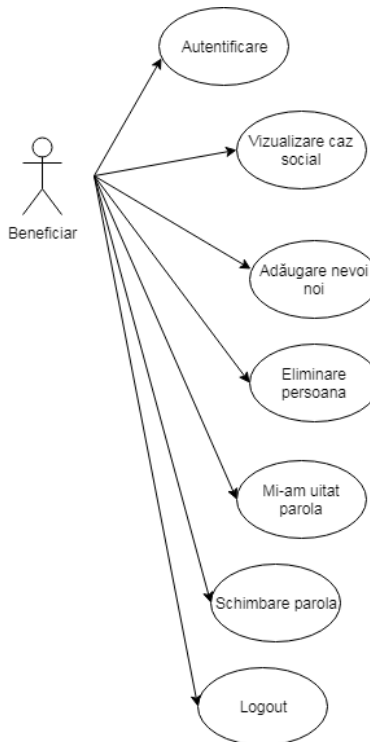 Autentificare
Vizualizare caz
social
Beneficiar
Adăugare nevoi
noi
Eliminare
persoana
Mi-am uitat
parola
Schimbare parola
Logout